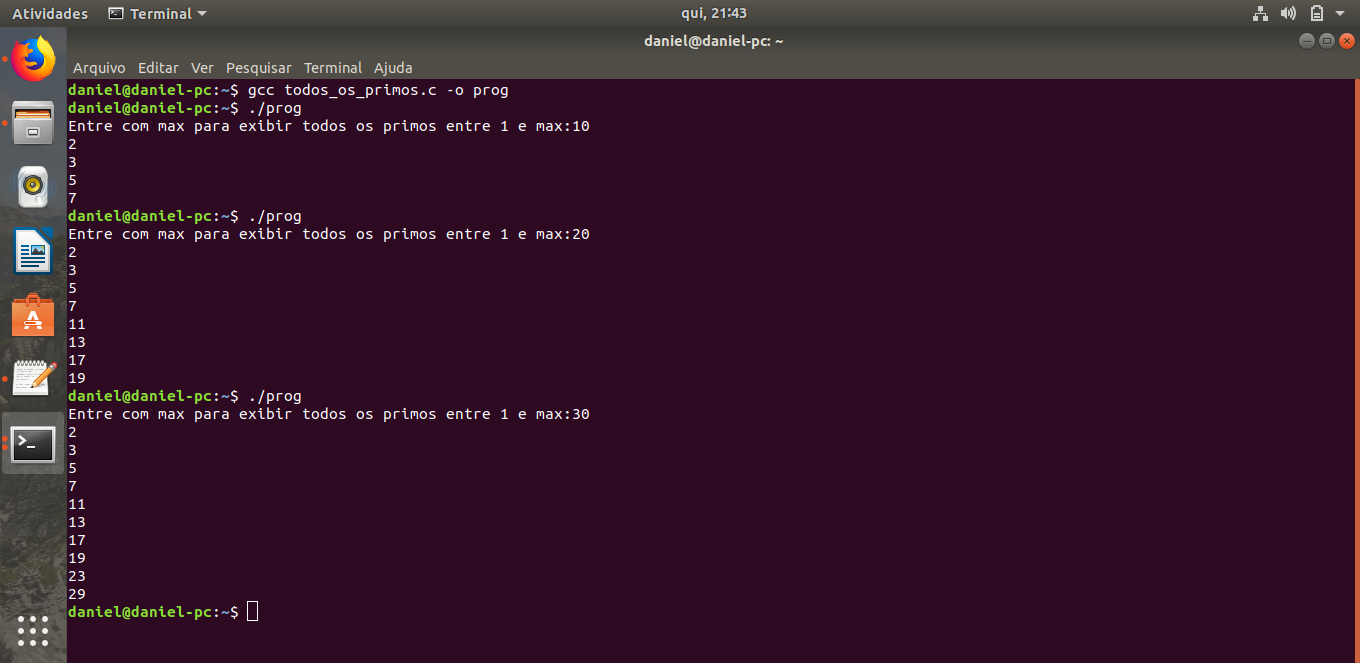 Atividades Terminal qui, 21:43
daniel@daniel-pc: ~
Arquivo Editar Ver Pesquisar Terminal Ajuda
daniel@daniel-pc:~$ gcc todos_os_primos.c -o prog
daniel@daniel-pc:~$ ./prog
Entre com max para exibir todos os primos entre 1 e max:10
2
3
5
7
daniel@daniel-pc:~$ ./prog
Entre com max para exibir todos os primos entre 1 e max:20
2
3
5
7
11
13
17
19
daniel@daniel-pc:~$ ./prog
Entre com max para exibir todos os primos entre 1 e max:30
2
3
5
7
11
13
17
19
23
29
daniel@daniel-pc:~$